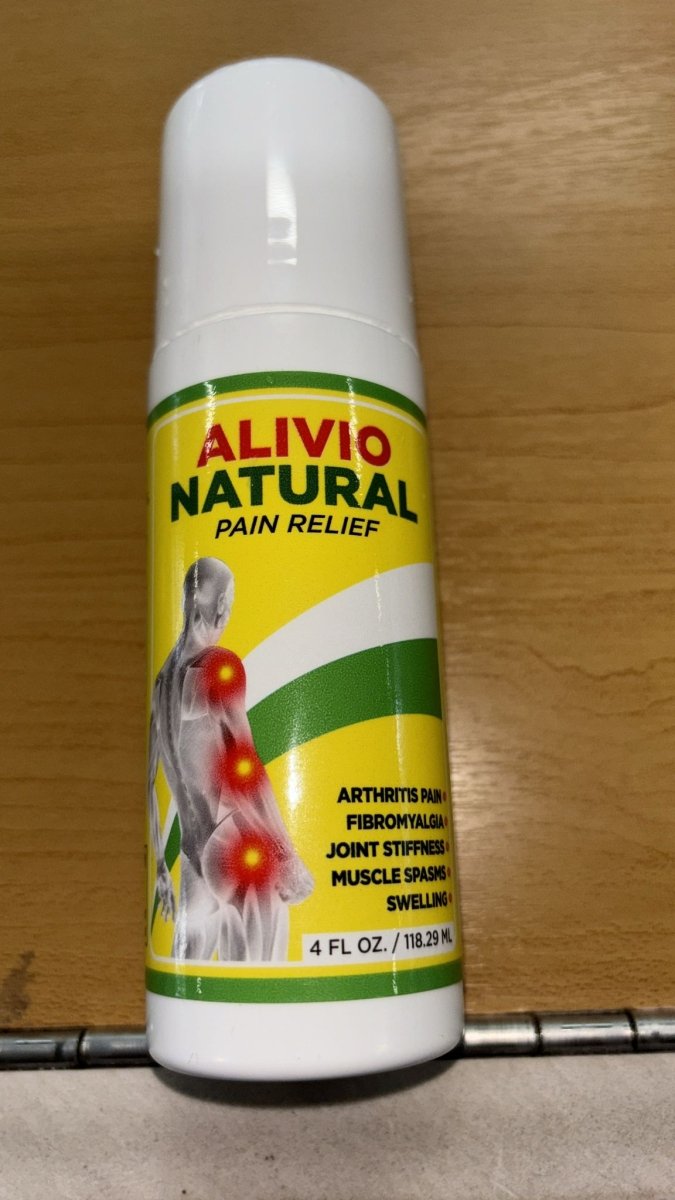 ALIVIO
NATURAL
PAIN RELIEF
ARTHRITIS PAIN
FIBROMYALGIA
JOINT STIFFNESS
MUSCLE SPASMS
SWELLING
4 FL OZ. / 118.29 ML